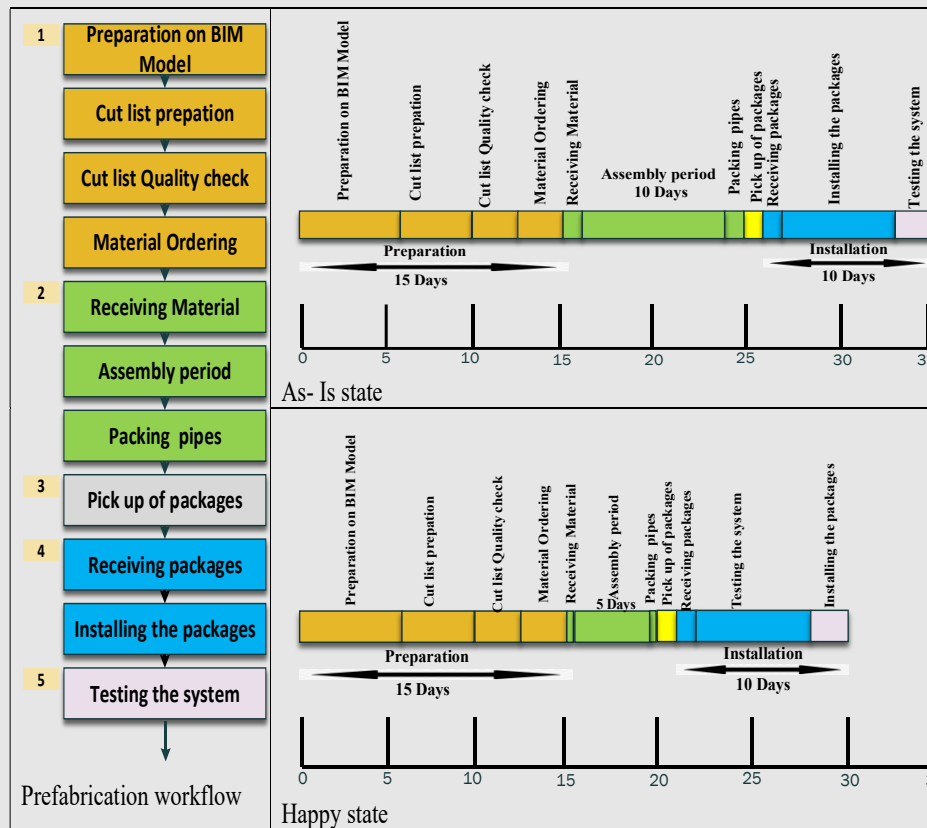 1
Preparation on BIM
Model
Cut list prepation
Cut list Quality check
Material Ordering
2
Receiving Material
Assembly period
Packing pipes
3
Pick up of packages
4
Receiving packages
Installing the packages
5
Testing the system
Prefabrication workflow
Preparation on BIM Model
Cut list prepation
Cut list Quality check
Material Ordering
Receiving Material
Assembly period
10 Days
Packing pipes
Pick up of packages
Receiving packages
Installing the packages
Testing the system
Preparation
15 Days
Installation
10 Days
0 5 10 15 20 25 30
As- Is state
Preparation on BIM Model
Cut list prepation
Cut list Quality check
Material Ordering
Receiving Material
Assembly period
5 Days
Packing pipes
Pick up of packages
Receiving packages
Testing the system
Installing the packages
Preparation
15 Days
Installation
10 Days
0 5 10 15 20 25 30
Happy state